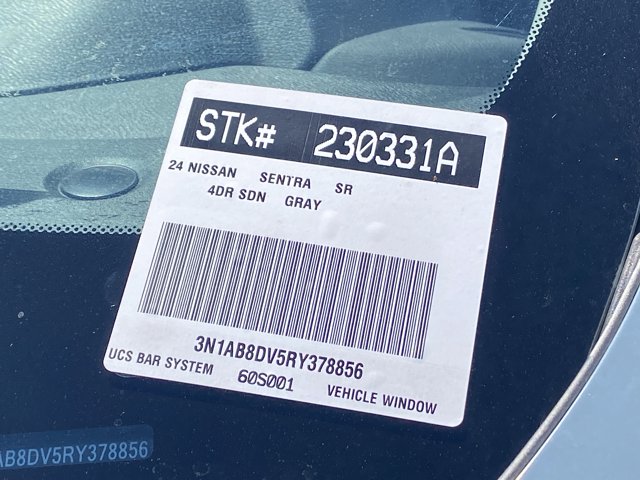 STK# 230331A
24 NISSAN SENTRA SR
4DR SDN GRAY
3N1AB8DV5RY378856
UCS BAR SYSTEM 60S001 VEHICLE WINDOW
AB8DV5RY378856